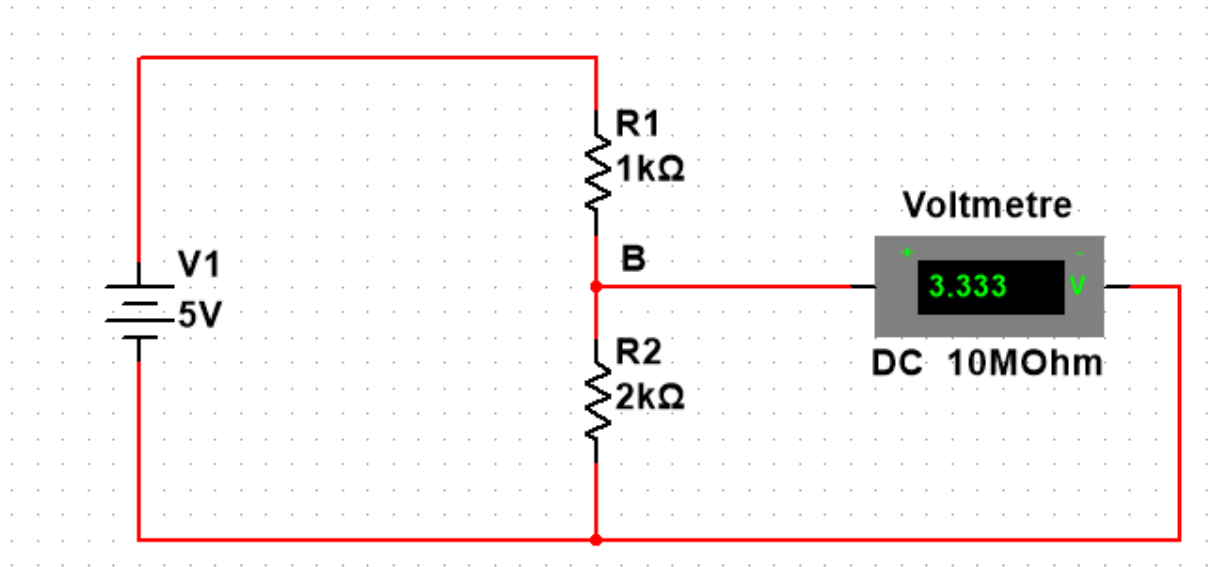 R1
1kΩ
V1
5V
B
Voltmetre
+ -
3.333 V
DC 10MOhm
R2
2kΩ